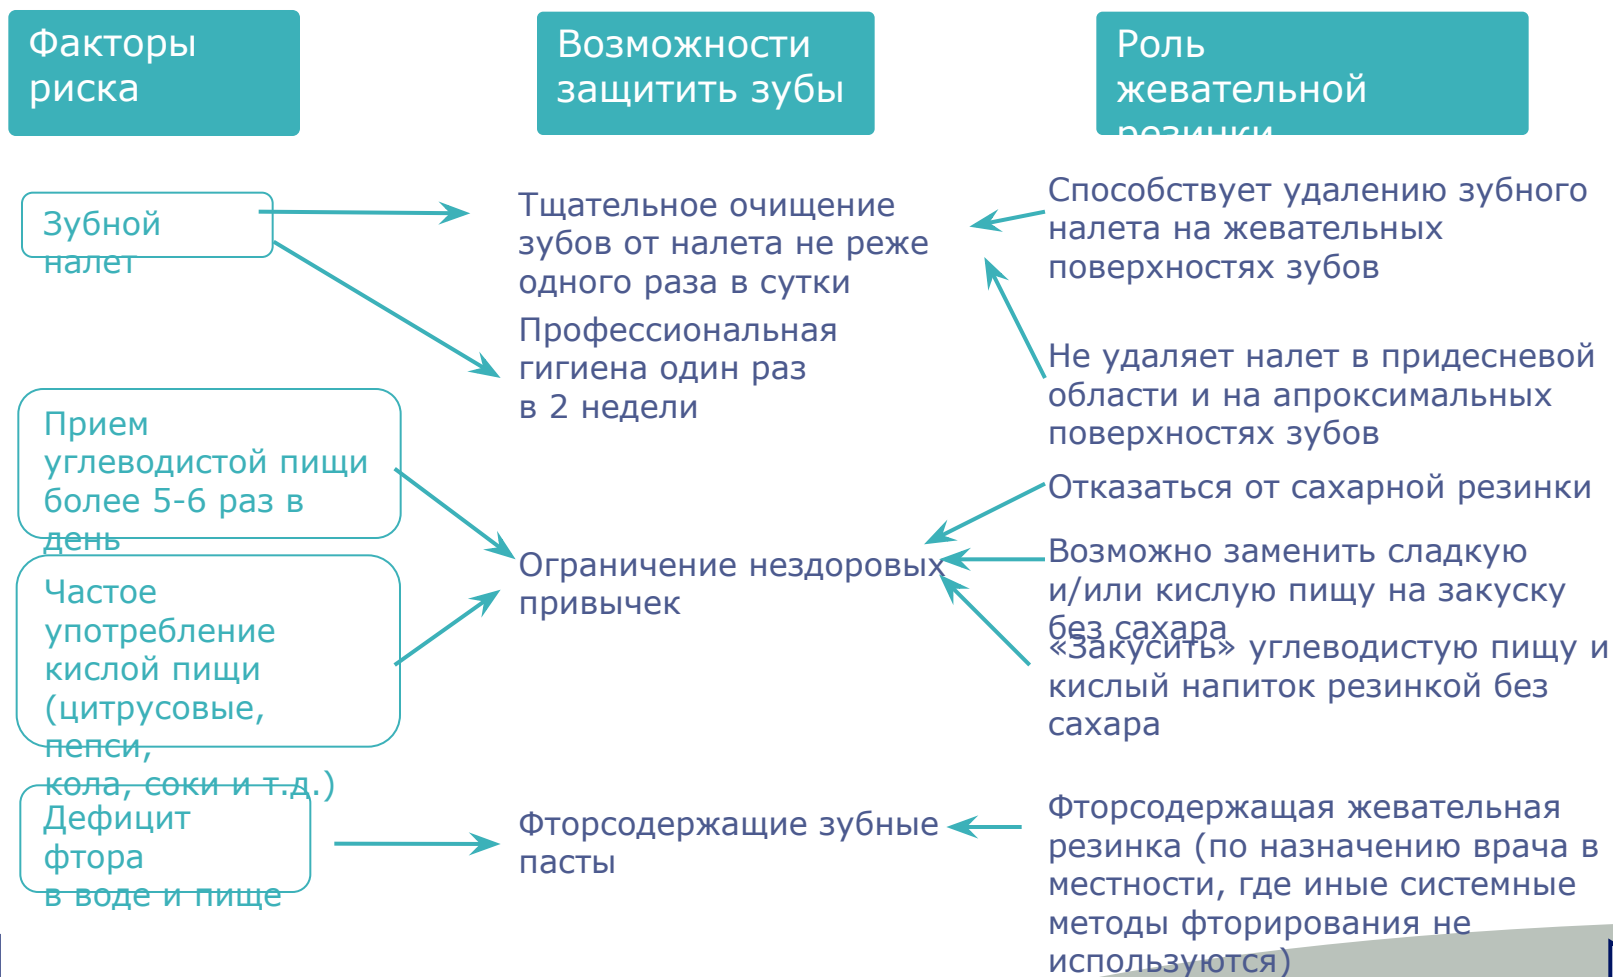 Факторы
риска
Возможности
защитить зубы
Роль
жевательной
резинки
Зубной
налет
Тщательное очищение
зубов от налета не реже
одного раза в сутки
Профессиональная
гигиена один раз
в 2 недели
Способствует удалению зубного
налета на жевательных
поверхностях зубов
Не удаляет налет в придесневой
области и на апроксимальных
поверхностях зубов
Прием
углеводистой пищи
более 5-6 раз в
день
Частое
употребление
кислой пищи
(цитрусовые,
пепси,
кола, соки и т.д.)
Ограничение нездоровых
привычек
Отказаться от сахарной резинки
Возможно заменить сладкую
и/или кислую пищу на закуску
без сахара
«Закусить» углеводистую пищу и
кислый напиток резинкой без
сахара
Дефицит
фтора
в воде и пище
Фторсодержащие зубные
пасты
Фторсодержащая жевательная
резинка (по назначению врача в
местности, где иные системные
методы фторирования не
используются)